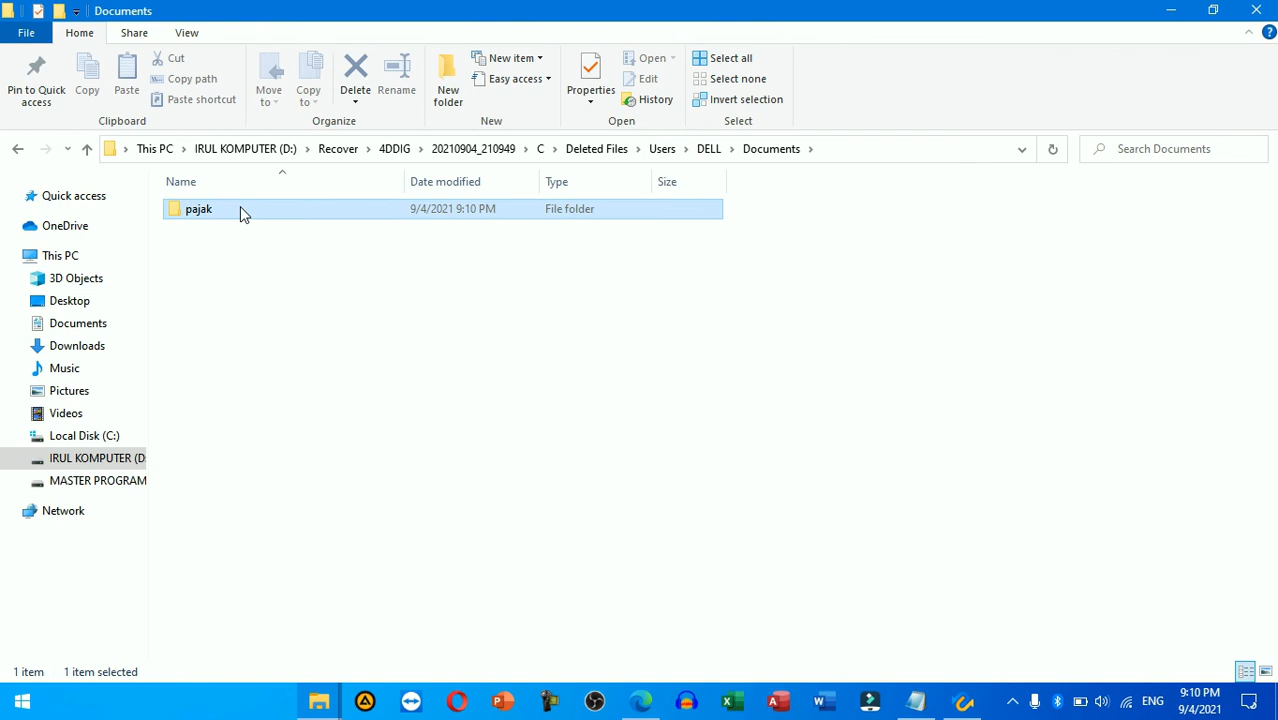 Documents
File Home Share View
Pin to Quick access
Copy
Paste
Cut
Copy path
Paste shortcut
Clipboard
Move to
Copy to
Delete
Rename
Organize
New folder
New item
Easy access
New
Properties
Open
Edit
History
Open
Select all
Select none
Invert selection
Select
This PC IRUL KOMPUTER (D:) Recover 4DDIG 20210904_210949 C Deleted Files Users DELL Documents
Search Documents
Name Date modified Type Size
pajak 9/4/2021 9:10 PM File folder
Quick access
OneDrive
This PC
3D Objects
Desktop
Documents
Downloads
Music
Pictures
Videos
Local Disk (C:)
IRUL KOMPUTER (D:
MASTER PROGRAM
Network
1 item 1 item selected
ENG
9:10 PM
9/4/2021